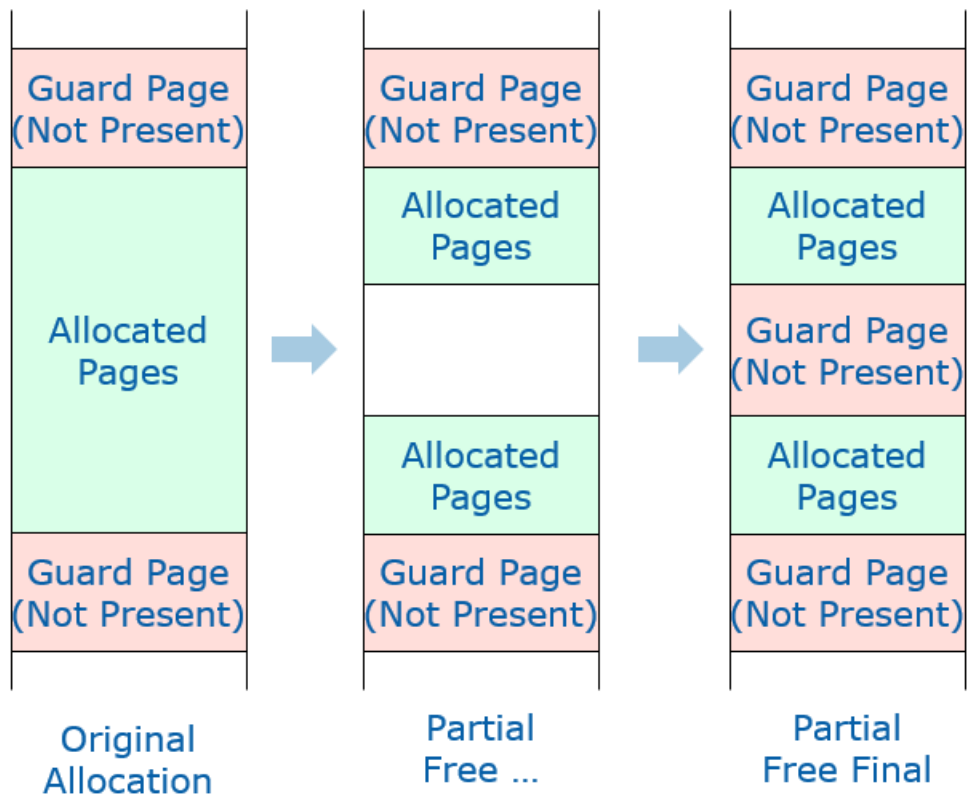 Guard Page
(Not Present)
Allocated
Pages
Guard Page
(Not Present)
Original
Allocation
Guard Page
(Not Present)
Allocated
Pages
Allocated
Pages
Guard Page
(Not Present)
Partial
Free ...
Guard Page
(Not Present)
Allocated
Pages
Guard Page
(Not Present)
Allocated
Pages
Guard Page
(Not Present)
Partial
Free Final